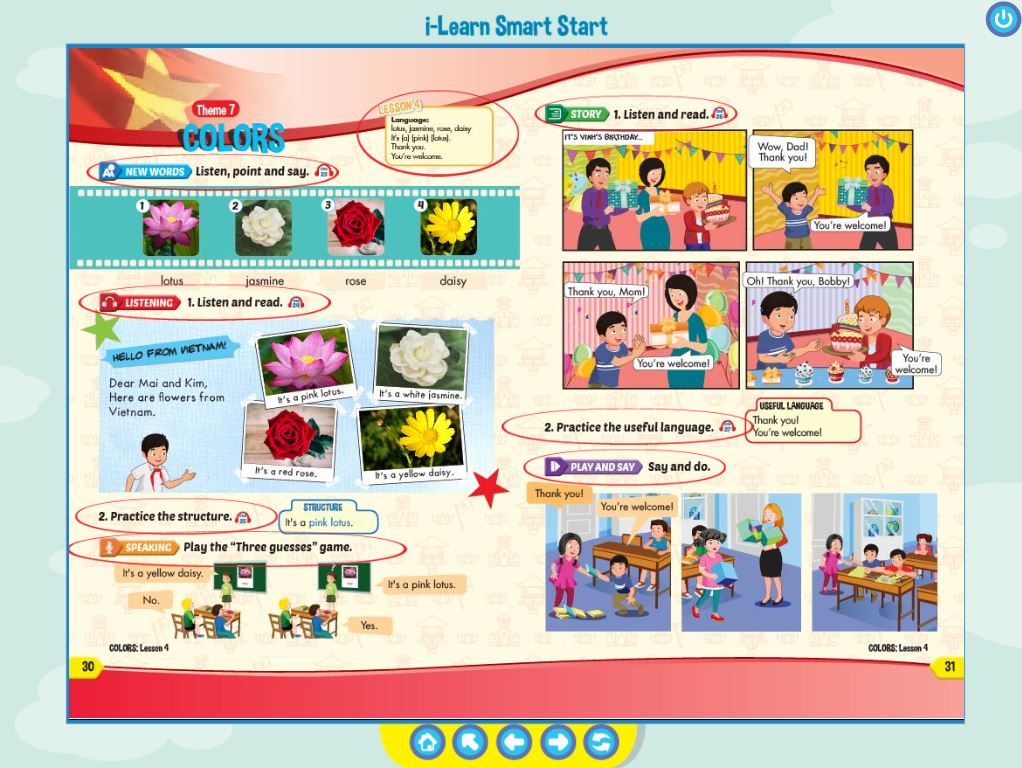 i-Learn Smart Start
Theme 7
COLORS
LESSON 4
Language:
lotus, jasmine, rose, daisy
It's (a) (pink) (lotus).
Thank you.
You're welcome.
NEW WORDS Listen, point and say.
1 2 3 4
lotus jasmine rose daisy
LISTENING 1. Listen and read.
HELLO FROM VIETNAM!
Dear Mai and Kim,
Here are flowers from
Vietnam.
It's a pink lotus.
It's a white jasmine.
It's a red rose.
It's a yellow daisy.
2. Practice the structure.
STRUCTURE
It's a pink lotus.
SPEAKING Play the "Three guesses" game.
It's a yellow daisy.
No.
It's a pink lotus.
Yes.
COLORS: Lesson 4
30
STORY 1. Listen and read.
IT'S VINH'S BIRTHDAY...
Wow, Dad!
Thank you!
You're welcome!
Thank you, Mom!
You're welcome!
Oh! Thank you, Bobby!
You're
welcome!
2. Practice the useful language.
USEFUL LANGUAGE
Thank you!
You're welcome!
PLAY AND SAY Say and do.
Thank you!
You're welcome!
COLORS: Lesson 4
31